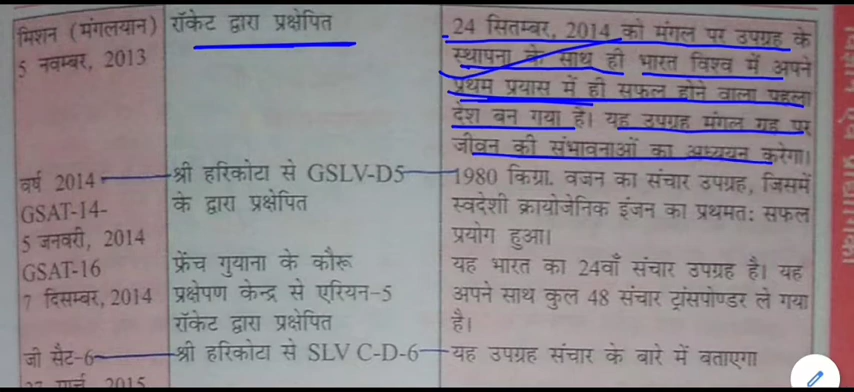 मिशन (मंगलयान)
5 नवम्बर, 2013
रॉकेट द्वारा प्रक्षेपित
24 सितम्बर, 2014 को मंगल पर उपग्रह के
स्थापना के साथ ही भारत विश्व में अपने
प्रथम प्रयास में ही सफल होने वाला पहला
देश बन गया है। यह उपग्रह मंगल ग्रह पर
जीवन की संभावनाओं का अध्ययन करेगा।
वर्ष 2014
GSAT-14-
5 जनवरी, 2014
श्री हरिकोटा से GSLV-D5
के द्वारा प्रक्षेपित
1980 किग्रा. वजन का संचार उपग्रह, जिसमें
स्वदेशी क्रायोजेनिक इंजन का प्रथमतः सफल
प्रयोग हुआ।
GSAT-16
7 दिसम्बर, 2014
फ्रेंच गुयाना के कौरू
प्रक्षेपण केन्द्र से एरियन-5
रॉकेट द्वारा प्रक्षेपित
यह भारत का 24वाँ संचार उपग्रह है। यह
अपने साथ कुल 48 संचार ट्रांसपोण्डर ले गया
है।
जी सैट-6
श्री हरिकोटा से SLV C-D-6
यह उपग्रह संचार के बारे में बताएगा
2015
विज्ञान एवं प्रौद्योगिकी